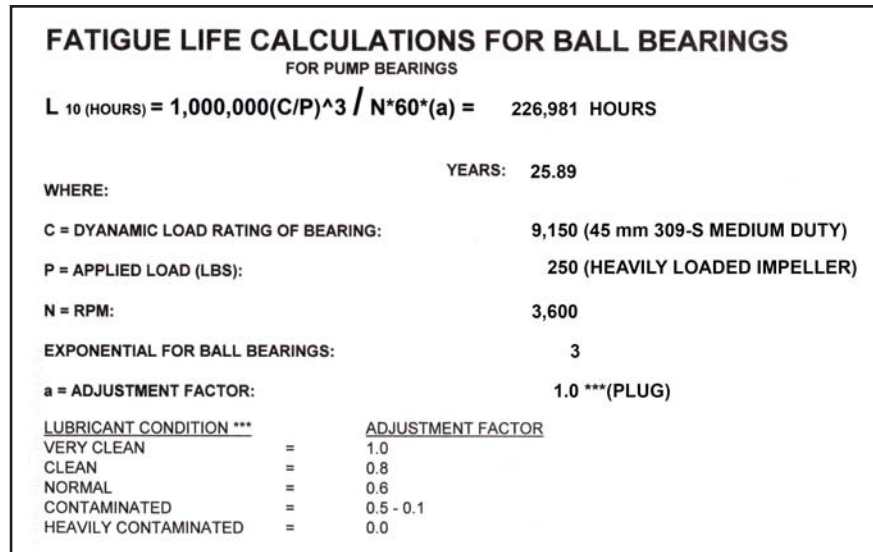 FATIGUE LIFE CALCULATIONS FOR BALL BEARINGS
FOR PUMP BEARINGS
L 10 (HOURS) = 1,000,000(C/P)^3 / N*60*(a) = 226,981 HOURS
YEARS: 25.89
WHERE:
C = DYANAMIC LOAD RATING OF BEARING: 9,150 (45 mm 309-S MEDIUM DUTY)
P = APPLIED LOAD (LBS): 250 (HEAVILY LOADED IMPELLER)
N = RPM: 3,600
EXPONENTIAL FOR BALL BEARINGS: 3
a = ADJUSTMENT FACTOR: 1.0 ***(PLUG)
LUBRICANT CONDITION *** ADJUSTMENT FACTOR
VERY CLEAN = 1.0
CLEAN = 0.8
NORMAL = 0.6
CONTAMINATED = 0.5 - 0.1
HEAVILY CONTAMINATED = 0.0